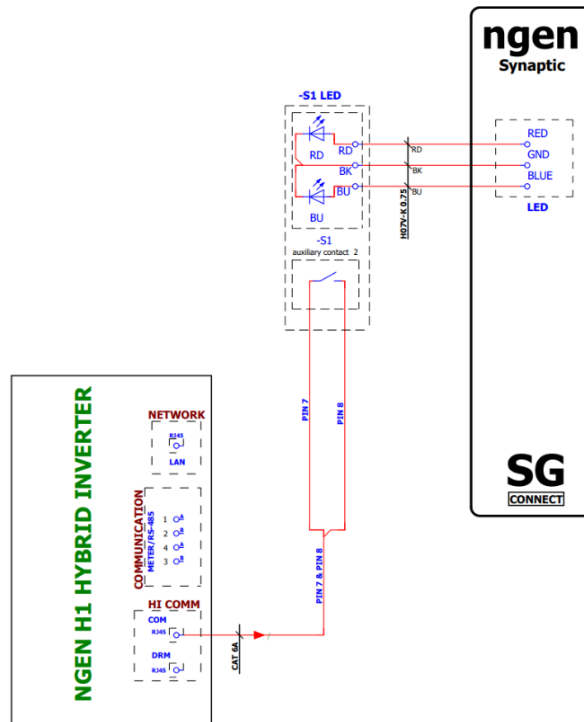 ngen
Synaptic
-S1 LED
RD
RD
BK
BU
BU
RD
BK
BU
H07V-K 0.75
RED
GND
BLUE
LED
-S1
auxiliary contact 2
PIN 7
PIN 8
PIN 7 & PIN 8
SG
CONNECT
NGEN H1 HYBRID INVERTER
NETWORK
RJ45
LAN
COMMUNICATION
METER/RS-485
1 A
2 B
4 A
3 B
HI COMM
COM
RJ45
DRM
RJ45
CAT 6A